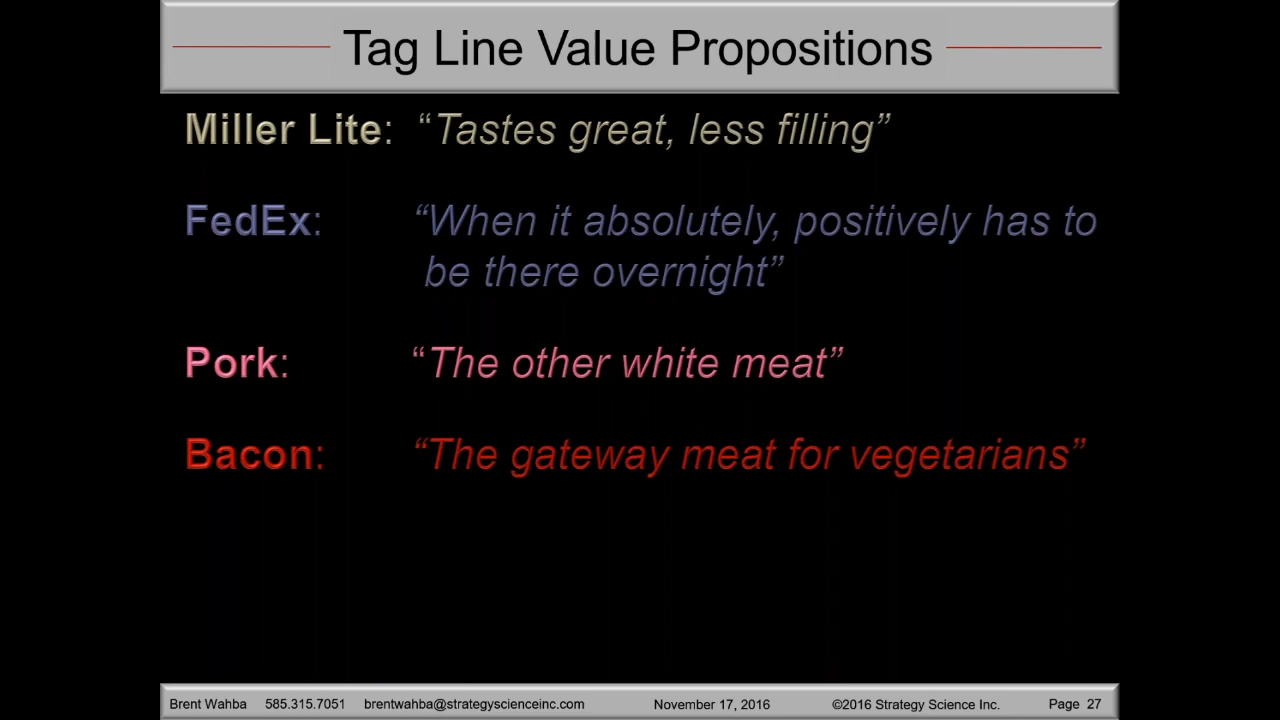 Tag Line Value Propositions
Miller Lite: “Tastes great, less filling”
FedEx: “When it absolutely, positively has to
be there overnight”
Pork: “The other white meat”
Bacon: “The gateway meat for vegetarians”
Brent Wahba 585.315.7051 brentwahba@strategyscienceinc.com November 17, 2016 ©2016 Strategy Science Inc. Page 27